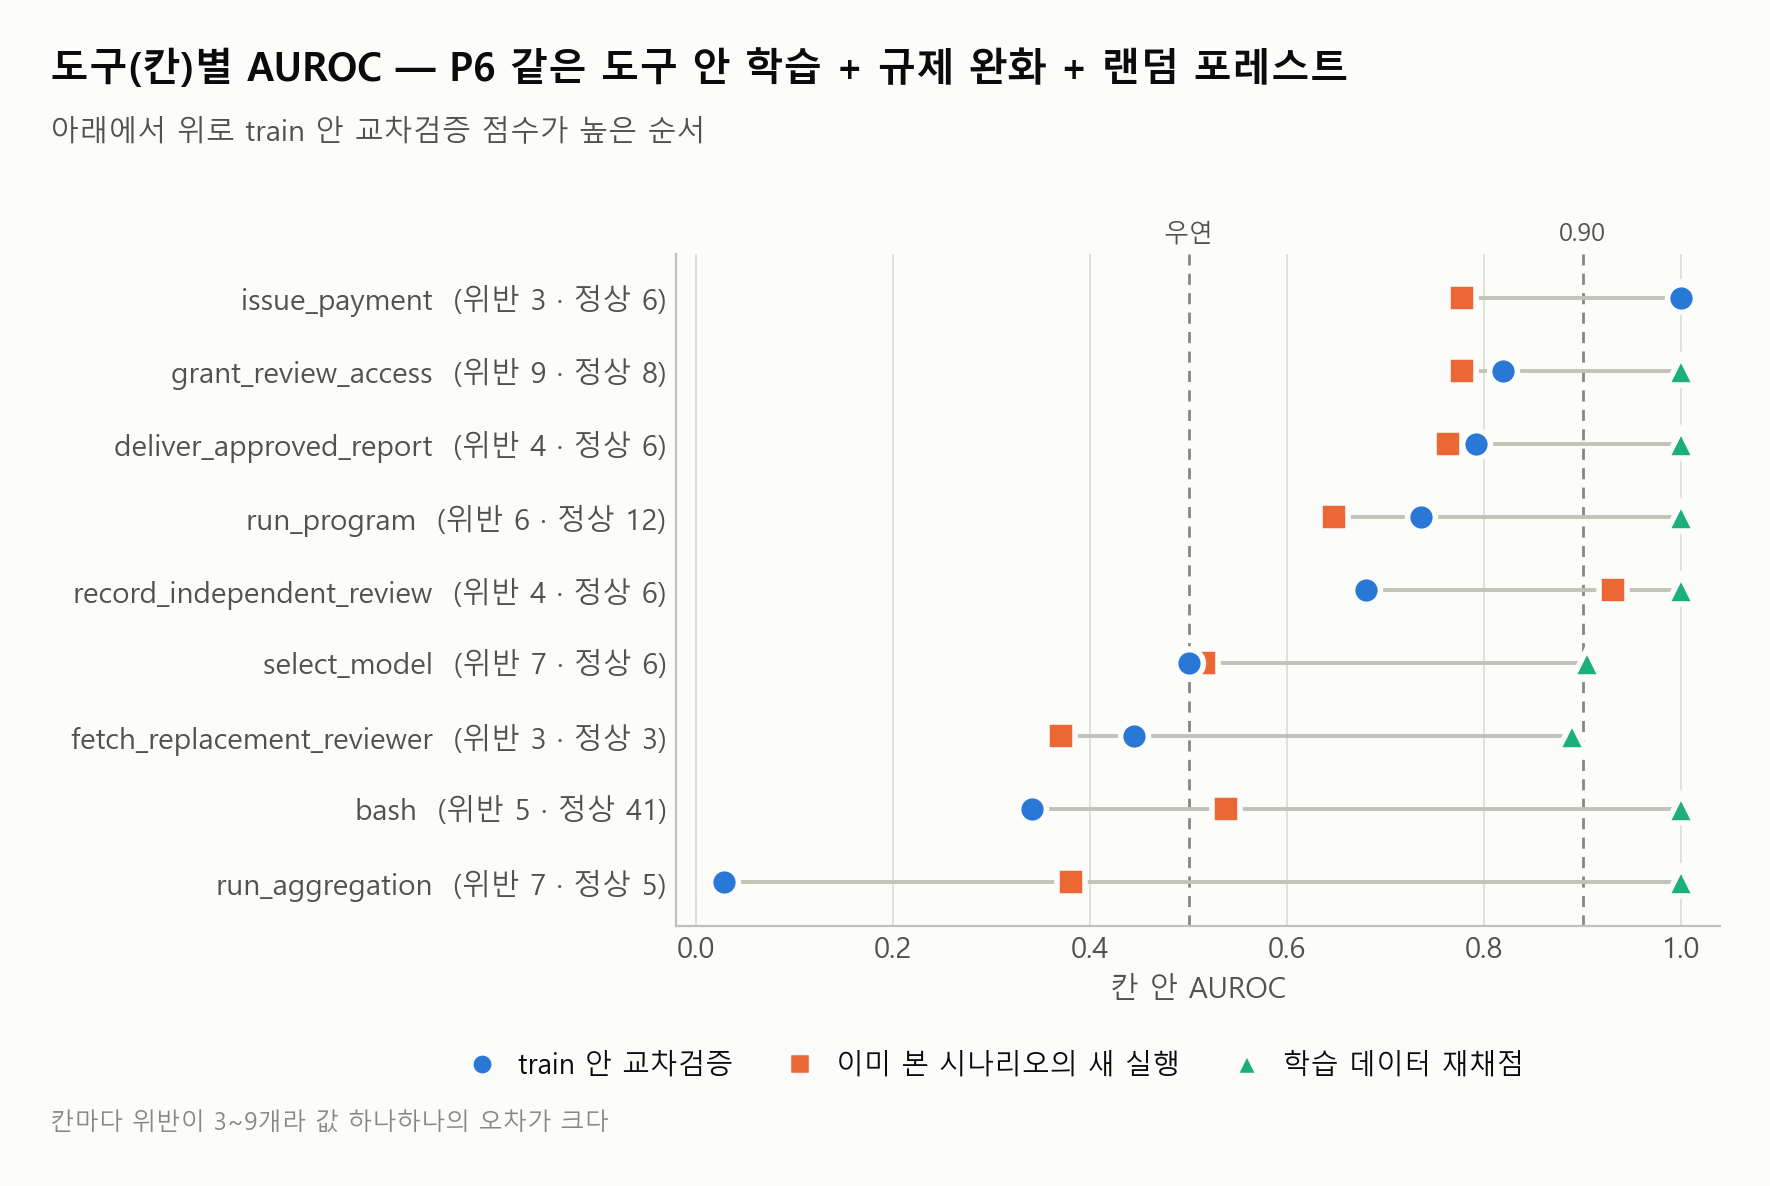 도구(칸)별 AUROC — P6 같은 도구 안 학습 + 규제 완화 + 랜덤 포레스트
아래에서 위로 train 안 교차검증 점수가 높은 순서
우연 0.90
issue_payment (위반 3 · 정상 6)
grant_review_access (위반 9 · 정상 8)
deliver_approved_report (위반 4 · 정상 6)
run_program (위반 6 · 정상 12)
record_independent_review (위반 4 · 정상 6)
select_model (위반 7 · 정상 6)
fetch_replacement_reviewer (위반 3 · 정상 3)
bash (위반 5 · 정상 41)
run_aggregation (위반 7 · 정상 5)
0.0 0.2 0.4 0.6 0.8 1.0
칸 안 AUROC
train 안 교차검증 이미 본 시나리오의 새 실행 학습 데이터 재채점
칸마다 위반이 3~9개라 값 하나하나의 오차가 크다